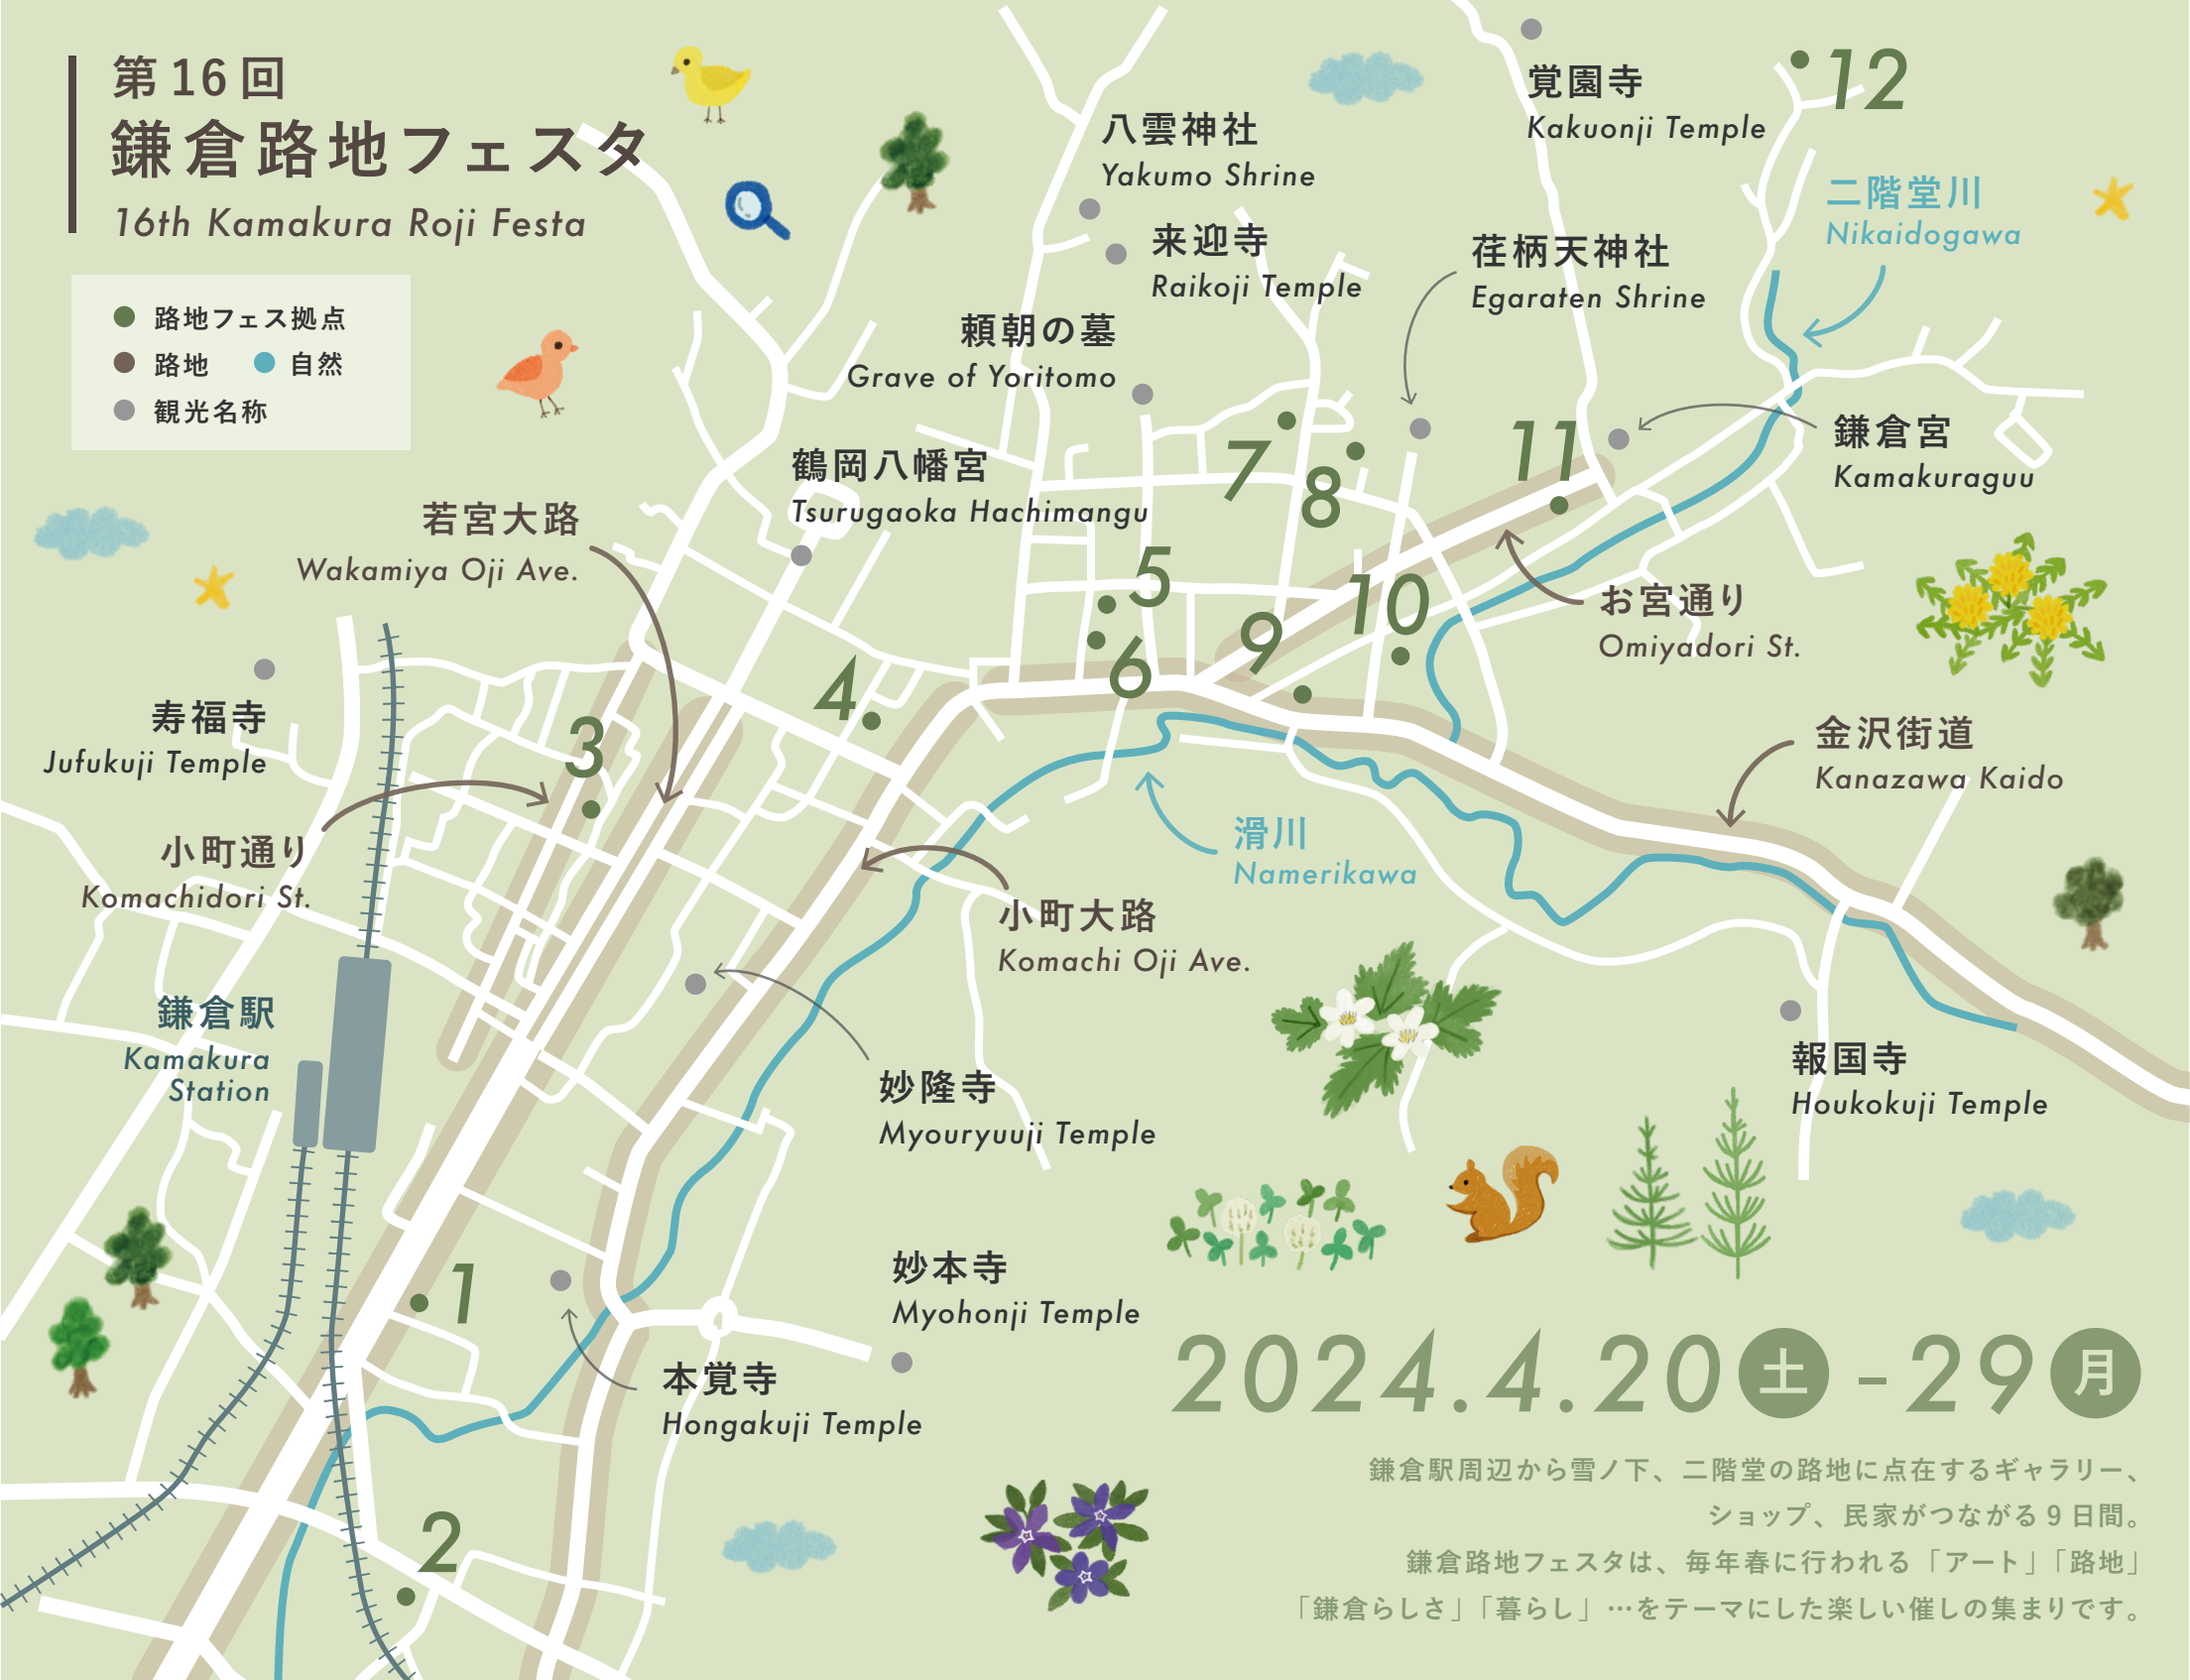 第16回
鎌倉路地フェスタ
16th Kamakura Roji Festa
路地フェス拠点
路地
自然
観光名称
12
覚園寺
Kakuonji Temple
八雲神社
Yakumo Shrine
二階堂川
Nikaidogawa
来迎寺
Raikoji Temple
荏柄天神社
Egaraten Shrine
頼朝の墓
Grave of Yoritomo
鶴岡八幡宮
Tsurugaoka Hachimangu
7
8
11
鎌倉宮
Kamakuraguu
若宮大路
Wakamiya Oji Ave.
5
6
9
10
お宮通り
Omiyadori St.
4
3
寿福寺
Jufukuji Temple
金沢街道
Kanazawa Kaido
小町通り
Komachidori St.
滑川
Namerikawa
小町大路
Komachi Oji Ave.
鎌倉駅
Kamakura
Station
妙隆寺
Myouryuuji Temple
報国寺
Houkokuji Temple
1
妙本寺
Myohonji Temple
本覚寺
Hongakuji Temple
2
2024.4.20土-29月
鎌倉駅周辺から雪ノ下、二階堂の路地に点在するギャラリー、
ショップ、民家がつながる9日間。
鎌倉路地フェスタは、毎年春に行われる「アート」「路地」
「鎌倉らしさ」「暮らし」…をテーマにした楽しい催しの集まりです。